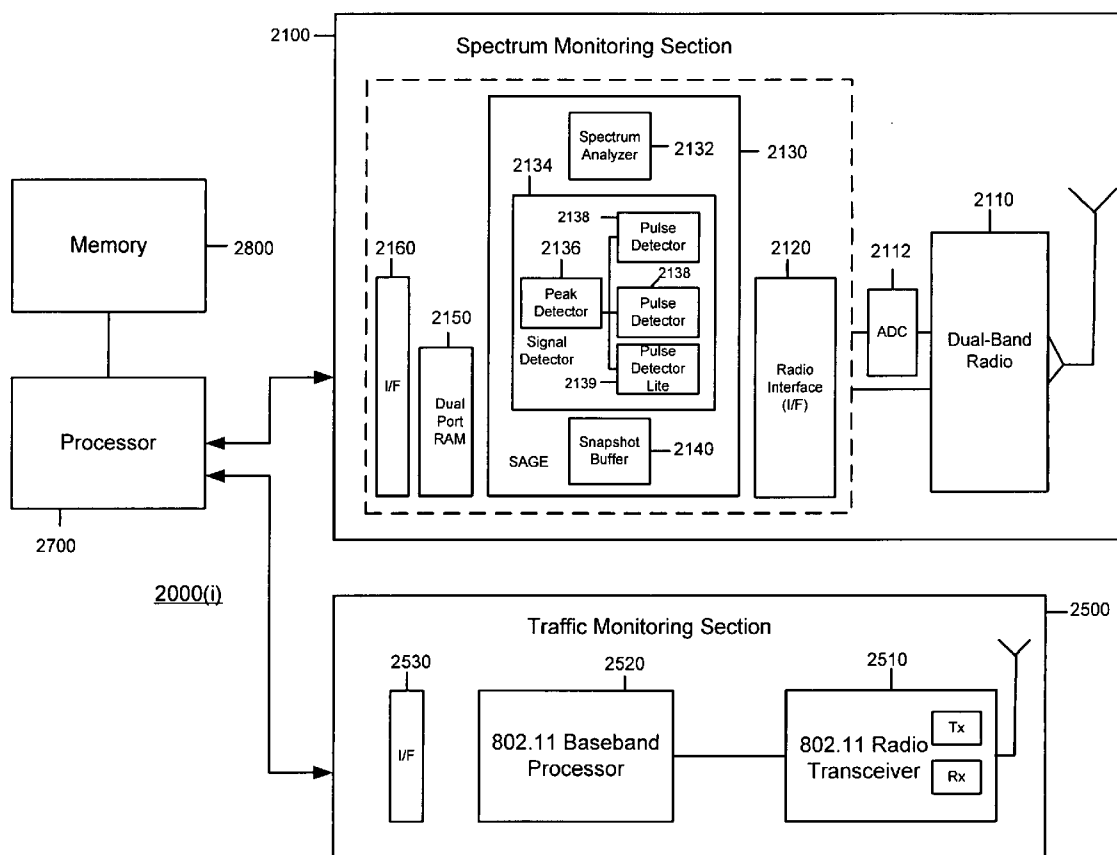 2100
Spectrum Monitoring Section
Spectrum
Analyzer
2132
2130
2134
2138
Pulse
Detector
2110
Memory
2800
2160
2136
2138
2120
2112
Peak
Detector
Pulse
Detector
ADC
Dual-Band
Radio
2150
Signal
Detector
Pulse
Detector
Lite
2139
I/F
Dual
Port
RAM
Radio
Interface
(I/F)
Processor
Snapshot
Buffer
2140
SAGE
2700
2000(i)
2500
Traffic Monitoring Section
2530
2520
2510
I/F
802.11 Baseband
Processor
802.11 Radio
Transceiver
Tx
Rx